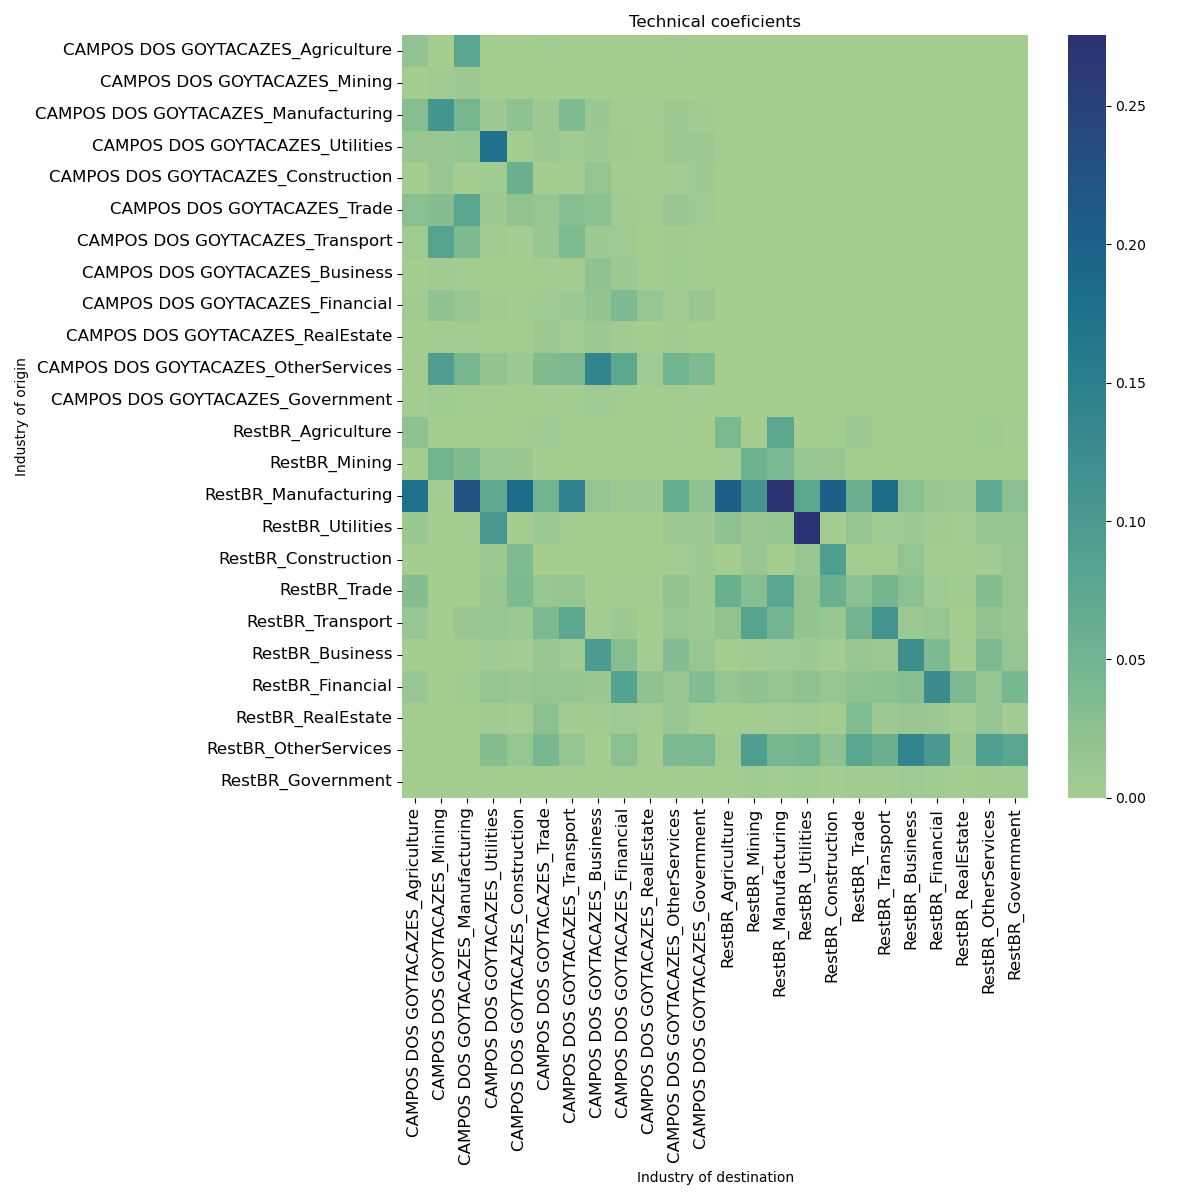 Technical coeficients
CAMPOS DOS GOYTACAZES_Agriculture
CAMPOS DOS GOYTACAZES_Mining
CAMPOS DOS GOYTACAZES_Manufacturing
CAMPOS DOS GOYTACAZES_Utilities
CAMPOS DOS GOYTACAZES_Construction
CAMPOS DOS GOYTACAZES_Trade
CAMPOS DOS GOYTACAZES_Transport
CAMPOS DOS GOYTACAZES_Business
CAMPOS DOS GOYTACAZES_Financial
CAMPOS DOS GOYTACAZES_RealEstate
CAMPOS DOS GOYTACAZES_OtherServices
CAMPOS DOS GOYTACAZES_Government
RestBR_Agriculture
RestBR_Mining
RestBR_Manufacturing
RestBR_Utilities
RestBR_Construction
RestBR_Trade
RestBR_Transport
RestBR_Business
RestBR_Financial
RestBR_RealEstate
RestBR_OtherServices
RestBR_Government
Industry of origin
CAMPOS DOS GOYTACAZES_Agriculture
CAMPOS DOS GOYTACAZES_Mining
CAMPOS DOS GOYTACAZES_Manufacturing
CAMPOS DOS GOYTACAZES_Utilities
CAMPOS DOS GOYTACAZES_Construction
CAMPOS DOS GOYTACAZES_Trade
CAMPOS DOS GOYTACAZES_Transport
CAMPOS DOS GOYTACAZES_Business
CAMPOS DOS GOYTACAZES_Financial
CAMPOS DOS GOYTACAZES_RealEstate
CAMPOS DOS GOYTACAZES_OtherServices
CAMPOS DOS GOYTACAZES_Government
RestBR_Agriculture
RestBR_Mining
RestBR_Manufacturing
RestBR_Utilities
RestBR_Construction
RestBR_Trade
RestBR_Transport
RestBR_Business
RestBR_Financial
RestBR_RealEstate
RestBR_OtherServices
RestBR_Government
Industry of destination
0.25
0.20
0.15
0.10
0.05
0.00